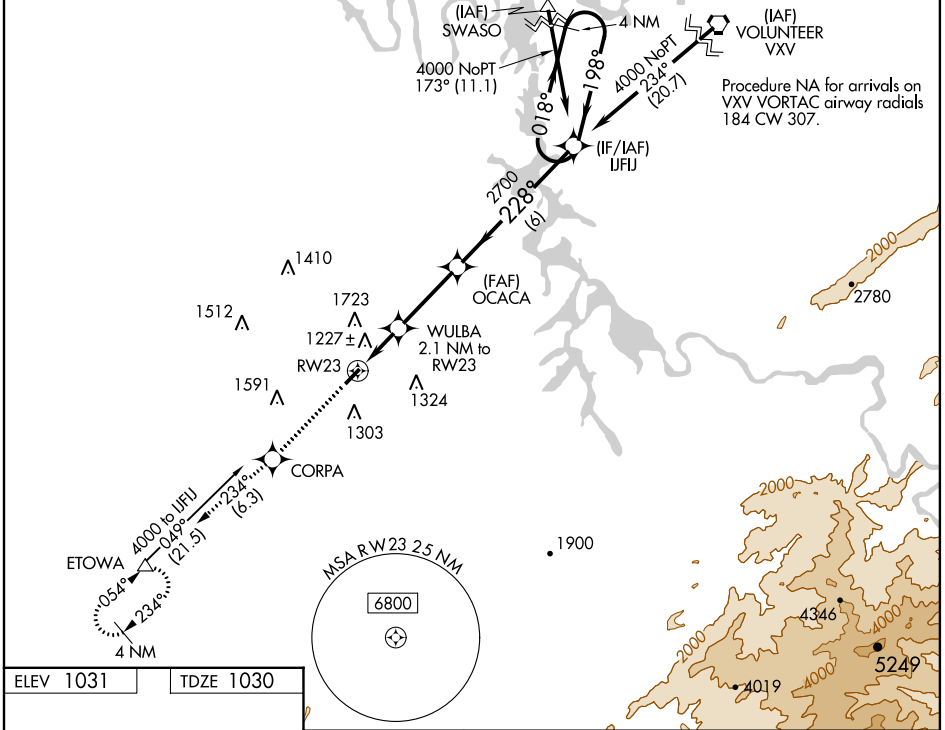 (IAF)
SWASO
4 NM
(IAF)
VOLUNTEER
VXV
4000 NoPT
173° (11.1)
4000 NoPT
234°
(20.7)
Procedure NA for arrivals on
VXV VORTAC airway radials
184 CW 307.
018°
198°
(IF/IAF)
IJFIJ
2700
228°
(6)
(FAF)
OCACA
2000
2780
1410
1512
1723
1227±
WULBA
2.1 NM to
RW23
RW23
1591
1324
1303
CORPA
4000 to IJFIJ
049°
(21.5)
234°
(6.3)
ETOWA
054°
234°
4 NM
MSA RW23 25 NM
6800
1900
2000
4346
4000
2000
4000
5249
4019
ELEV 1031
TDZE 1030